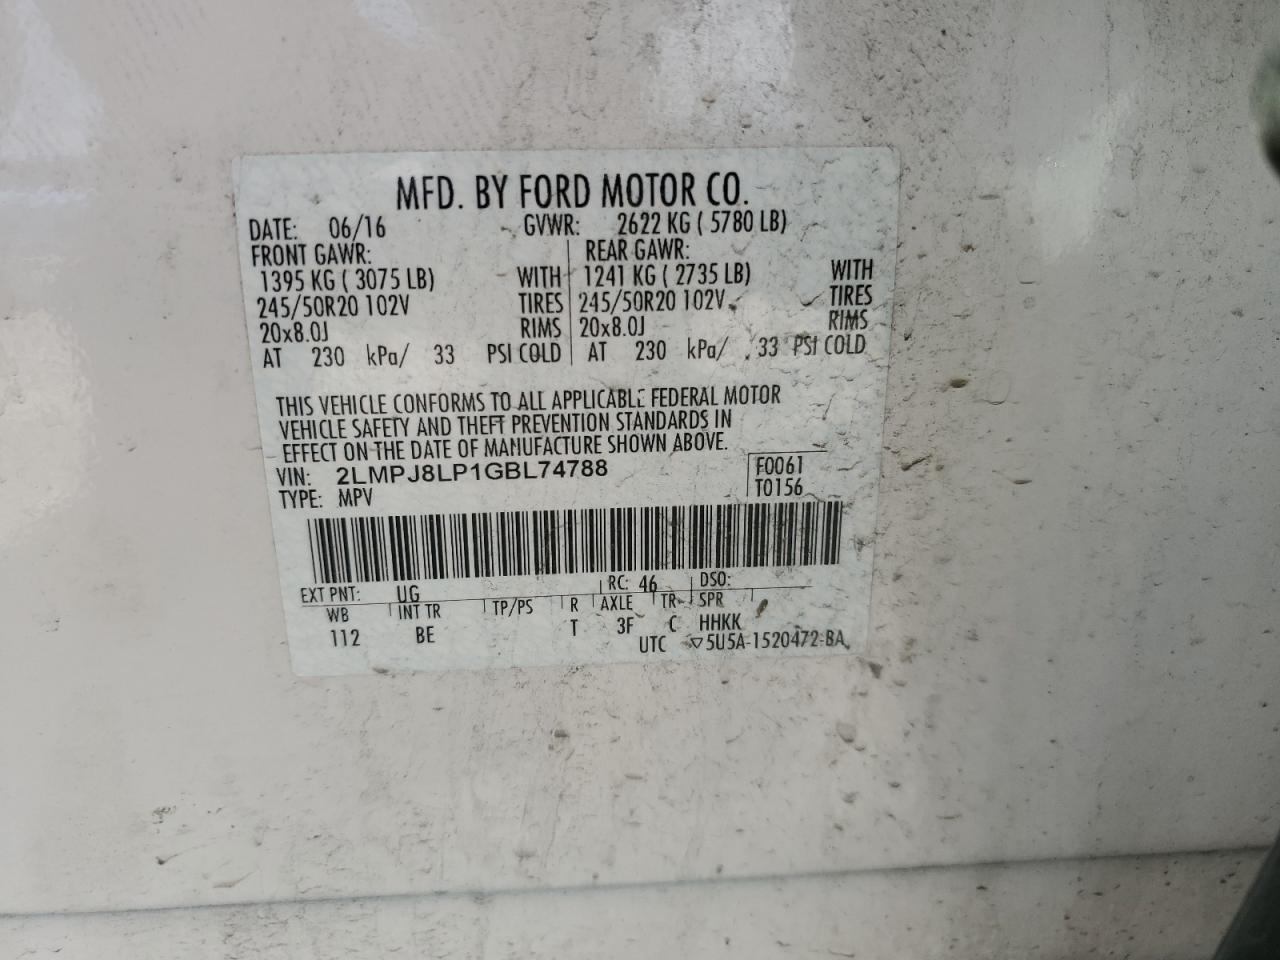 MFD. BY FORD MOTOR CO.
DATE: 06/16 GVWR: 2622 KG ( 5780 LB)
FRONT GAWR: REAR GAWR:
1395 KG ( 3075 LB) WITH 1241 KG ( 2735 LB) WITH
245/50R20 102V TIRES 245/50R20 102V TIRES
20x8.0J RIMS 20x8.0J RIMS
AT 230 kPa/ 33 PSI COLD AT 230 kPa/ 33 PSI COLD
THIS VEHICLE CONFORMS TO ALL APPLICABLE FEDERAL MOTOR
VEHICLE SAFETY AND THEFT PREVENTION STANDARDS IN
EFFECT ON THE DATE OF MANUFACTURE SHOWN ABOVE.
VIN: 2LMPJ8LP1GBL74788 F0061
TYPE: MPV T0156
EXT PNT: UG RC: 46 DSO:
WB INT TR TP/PS R AXLE TR SPR
112 BE T 3F C HHKK
UTC ▽5U5A-1520472-BA